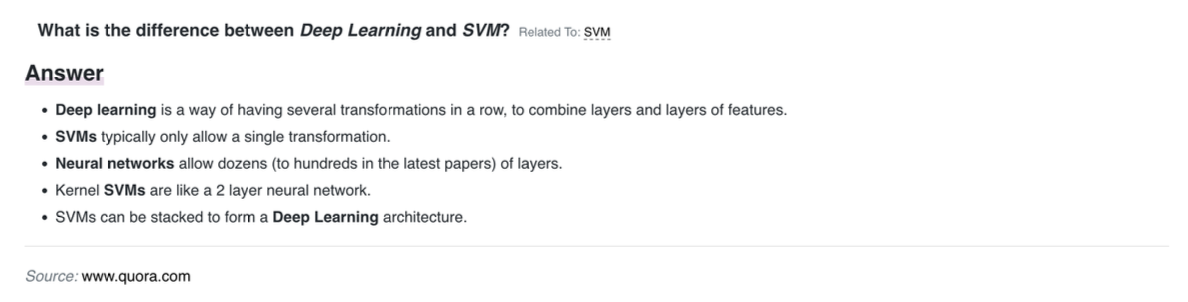 What is the difference between Deep Learning and SVM? Related To: SVM
Answer
• Deep learning is a way of having several transformations in a row, to combine layers and layers of features.
• SVMs typically only allow a single transformation.
• Neural networks allow dozens (to hundreds in the latest papers) of layers.
• Kernel SVMs are like a 2 layer neural network.
• SVMs can be stacked to form a Deep Learning architecture.
Source: www.quora.com